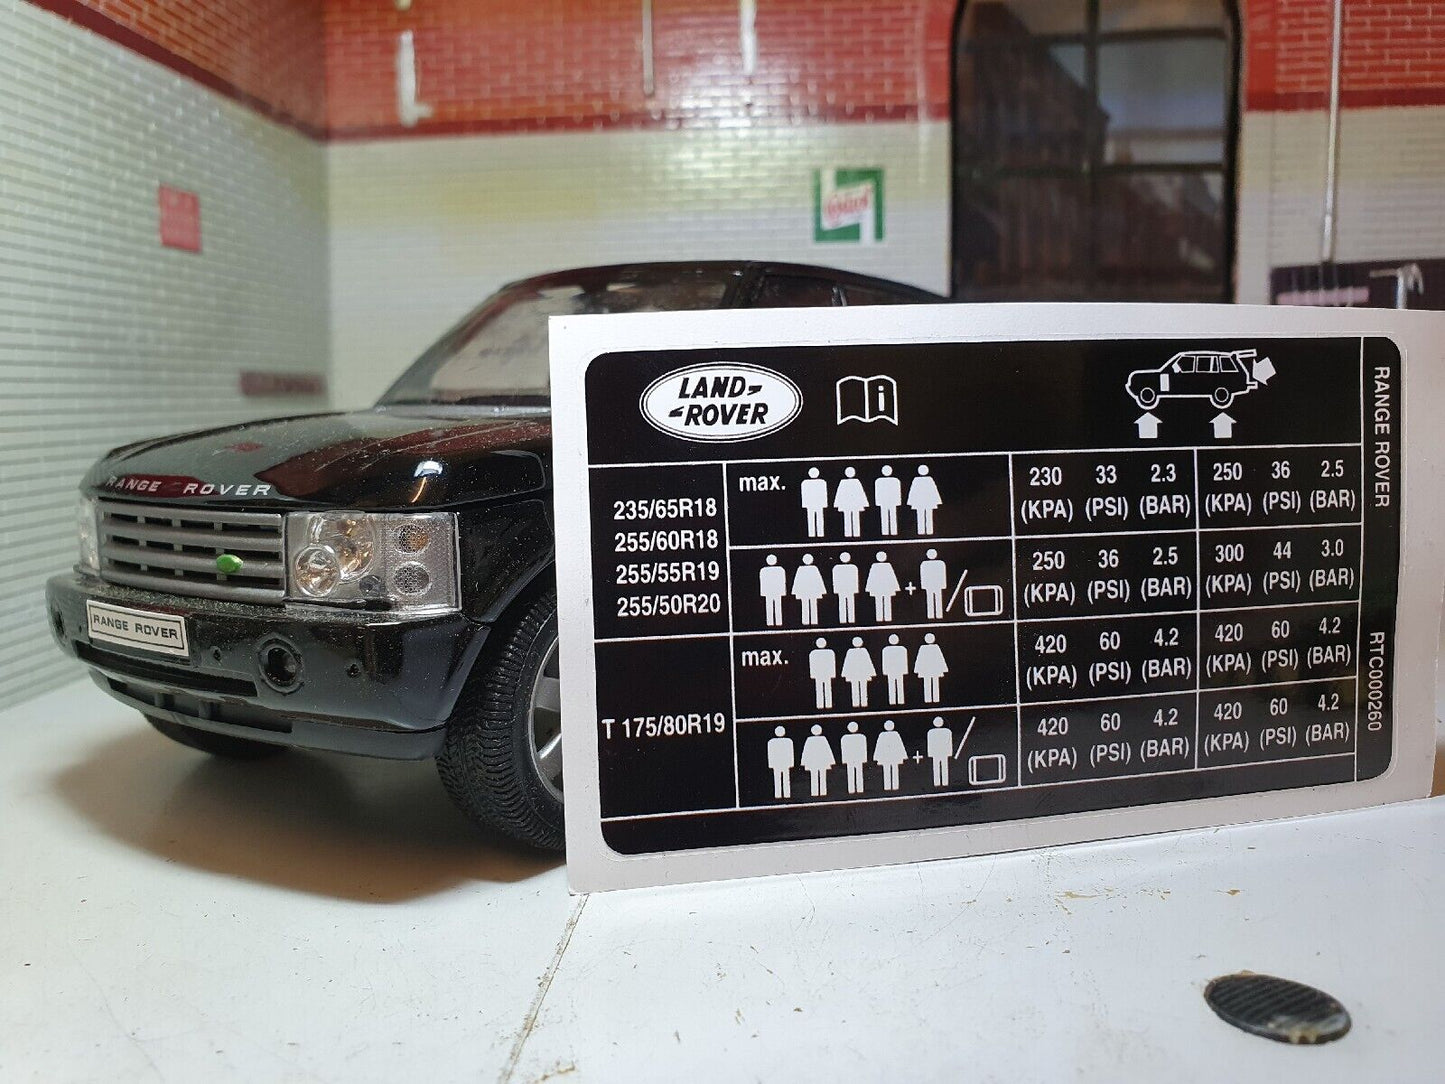 Castrol
RANGE ROVER
RANGE ROVER
LAND-
-ROVER
i
RANGE ROVER
RTC000260
235/65R18
255/60R18
255/55R19
255/50R20
max.
230 33 2.3 250 36 2.5
(KPA) (PSI) (BAR) (KPA) (PSI) (BAR)
+ /
250 36 2.5 300 44 3.0
(KPA) (PSI) (BAR) (KPA) (PSI) (BAR)
T 175/80R19
max.
420 60 4.2 420 60 4.2
(KPA) (PSI) (BAR) (KPA) (PSI) (BAR)
+ /
420 60 4.2 420 60 4.2
(KPA) (PSI) (BAR) (KPA) (PSI) (BAR)